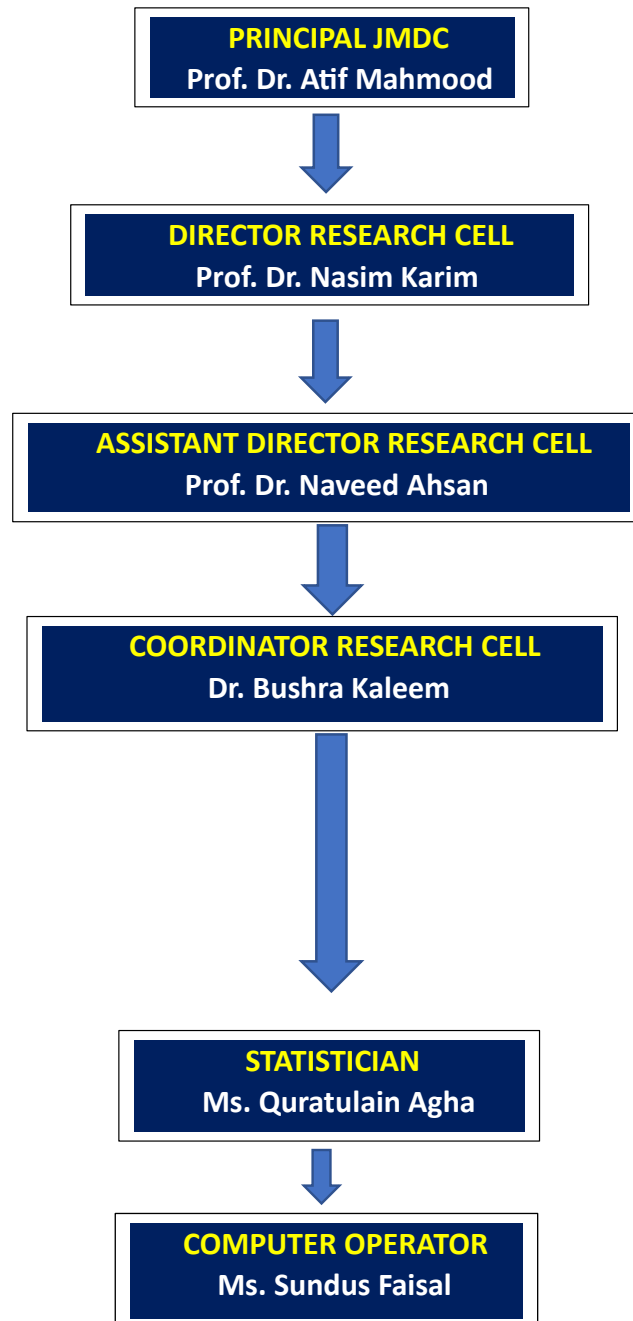 PRINCIPAL JMDC
Prof. Dr. Atif Mahmood
DIRECTOR RESEARCH CELL
Prof. Dr. Nasim Karim
ASSISTANT DIRECTOR RESEARCH CELL
Prof. Dr. Naveed Ahsan
COORDINATOR RESEARCH CELL
Dr. Bushra Kaleem
STATISTICIAN
Ms. Quratulain Agha
COMPUTER OPERATOR
Ms. Sundus Faisal